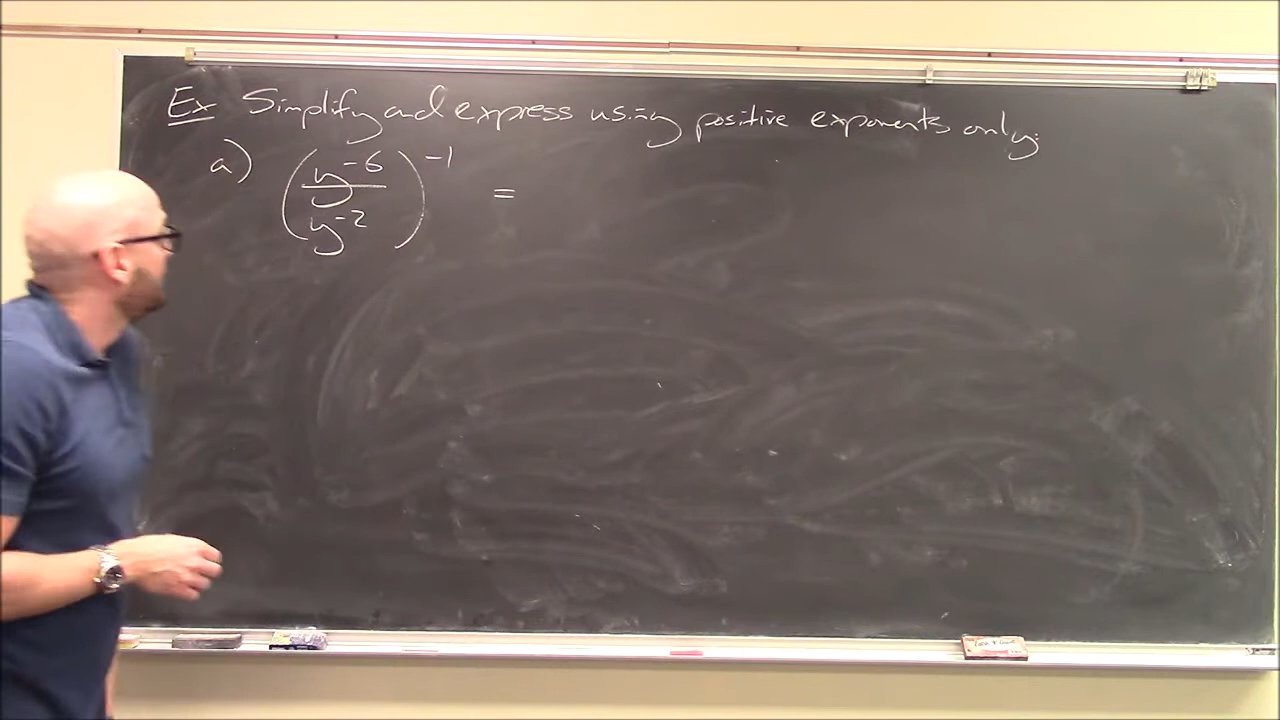 Ex Simplify and express using positive exponents only:
a) (y^-6 / y^-2)^-1 =